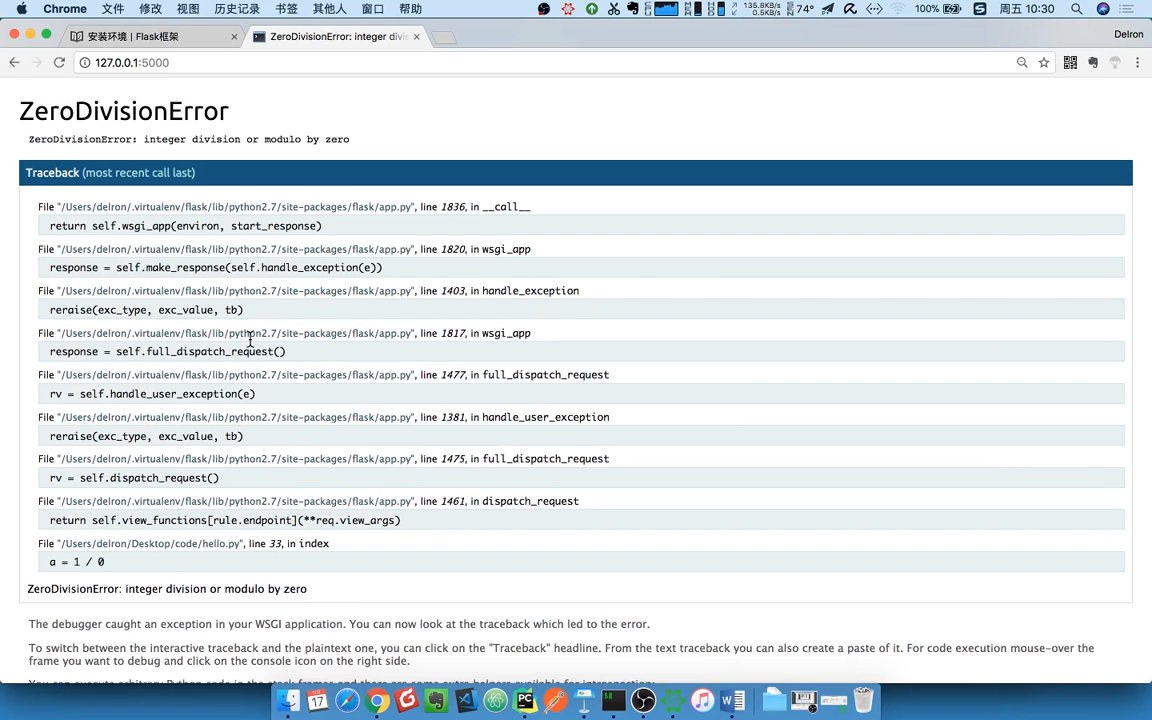 Chrome 文件 修改 视图 历史记录 书签 其他人 窗口 帮助 135.8KB/s 0.5KB/s 74° 100% 周五 10:30
安装环境 | Flask框架 × ZeroDivisionError: integer divis × Delron
127.0.0.1:5000
ZeroDivisionError
ZeroDivisionError: integer division or modulo by zero
Traceback (most recent call last)
File "/Users/delron/.virtualenv/flask/lib/python2.7/site-packages/flask/app.py", line 1836, in __call__
return self.wsgi_app(environ, start_response)
File "/Users/delron/.virtualenv/flask/lib/python2.7/site-packages/flask/app.py", line 1820, in wsgi_app
response = self.make_response(self.handle_exception(e))
File "/Users/delron/.virtualenv/flask/lib/python2.7/site-packages/flask/app.py", line 1403, in handle_exception
reraise(exc_type, exc_value, tb)
File "/Users/delron/.virtualenv/flask/lib/python2.7/site-packages/flask/app.py", line 1817, in wsgi_app
response = self.full_dispatch_request()
File "/Users/delron/.virtualenv/flask/lib/python2.7/site-packages/flask/app.py", line 1477, in full_dispatch_request
rv = self.handle_user_exception(e)
File "/Users/delron/.virtualenv/flask/lib/python2.7/site-packages/flask/app.py", line 1381, in handle_user_exception
reraise(exc_type, exc_value, tb)
File "/Users/delron/.virtualenv/flask/lib/python2.7/site-packages/flask/app.py", line 1475, in full_dispatch_request
rv = self.dispatch_request()
File "/Users/delron/.virtualenv/flask/lib/python2.7/site-packages/flask/app.py", line 1461, in dispatch_request
return self.view_functions[rule.endpoint](**req.view_args)
File "/Users/delron/Desktop/code/hello.py", line 33, in index
a = 1 / 0
ZeroDivisionError: integer division or modulo by zero
The debugger caught an exception in your WSGI application. You can now look at the traceback which led to the error.
To switch between the interactive traceback and the plaintext one, you can click on the "Traceback" headline. From the text traceback you can also create a paste of it. For code execution mouse-over the
frame you want to debug and click on the console icon on the right side.